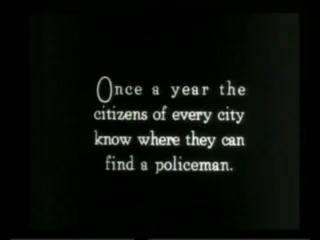 Once a year the
citizens of every city
know where they can
find a policeman.